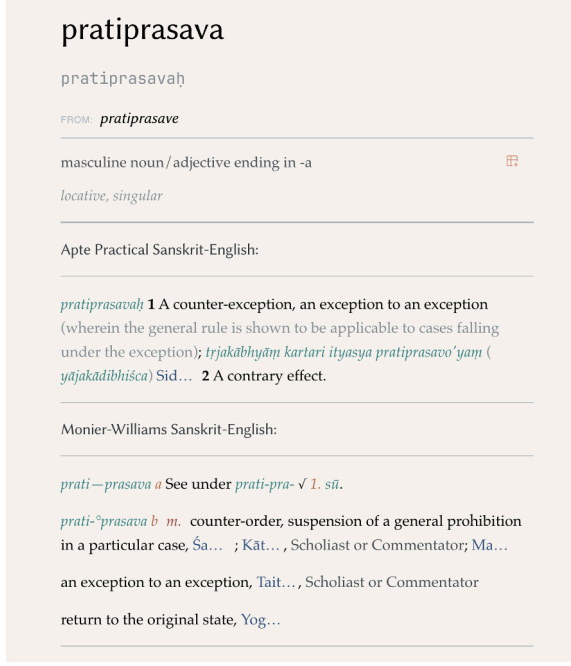 pratiprasava
pratiprasavaḥ
FROM: pratiprasave
masculine noun/adjective ending in -a
locative, singular
Apte Practical Sanskrit-English:
pratiprasavaḥ 1 A counter-exception, an exception to an exception
(wherein the general rule is shown to be applicable to cases falling
under the exception); tṛjakābhyāṃ kartari ityasya pratiprasavo’yaṃ (
yājakādibhiśca) Sid… 2 A contrary effect.
Monier-Williams Sanskrit-English:
prati—prasava a See under prati-pra- √ 1. sū.
prati-°prasava b m. counter-order, suspension of a general prohibition
in a particular case, Śa… ; Kāt… , Scholiast or Commentator; Ma…
an exception to an exception, Tait… , Scholiast or Commentator
return to the original state, Yog…